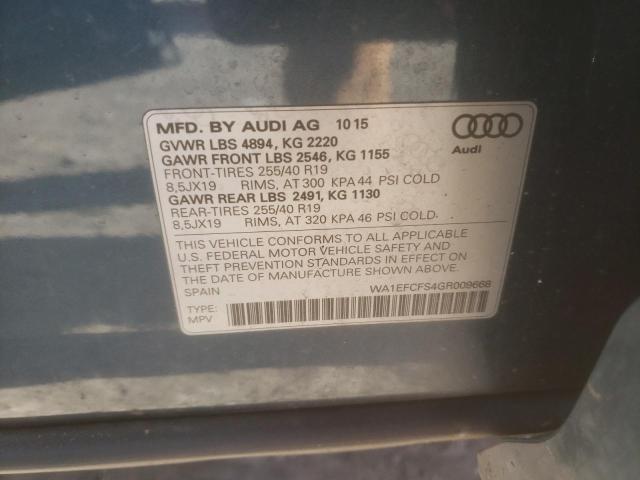 MFD. BY AUDI AG 10 15
GVWR LBS 4894, KG 2220
GAWR FRONT LBS 2546, KG 1155
FRONT-TIRES 255/40 R19
8,5JX19 RIMS, AT 300 KPA 44 PSI COLD
GAWR REAR LBS 2491, KG 1130
REAR-TIRES 255/40 R19
8,5JX19 RIMS, AT 320 KPA 46 PSI COLD.
THIS VEHICLE CONFORMS TO ALL APPLICABLE
U.S. FEDERAL MOTOR VEHICLE SAFETY AND
THEFT PREVENTION STANDARDS IN EFFECT ON
THE DATE OF MANUFACTURE SHOWN ABOVE.
SPAIN WA1EFCFS4GR009668
TYPE:
MPV
Audi